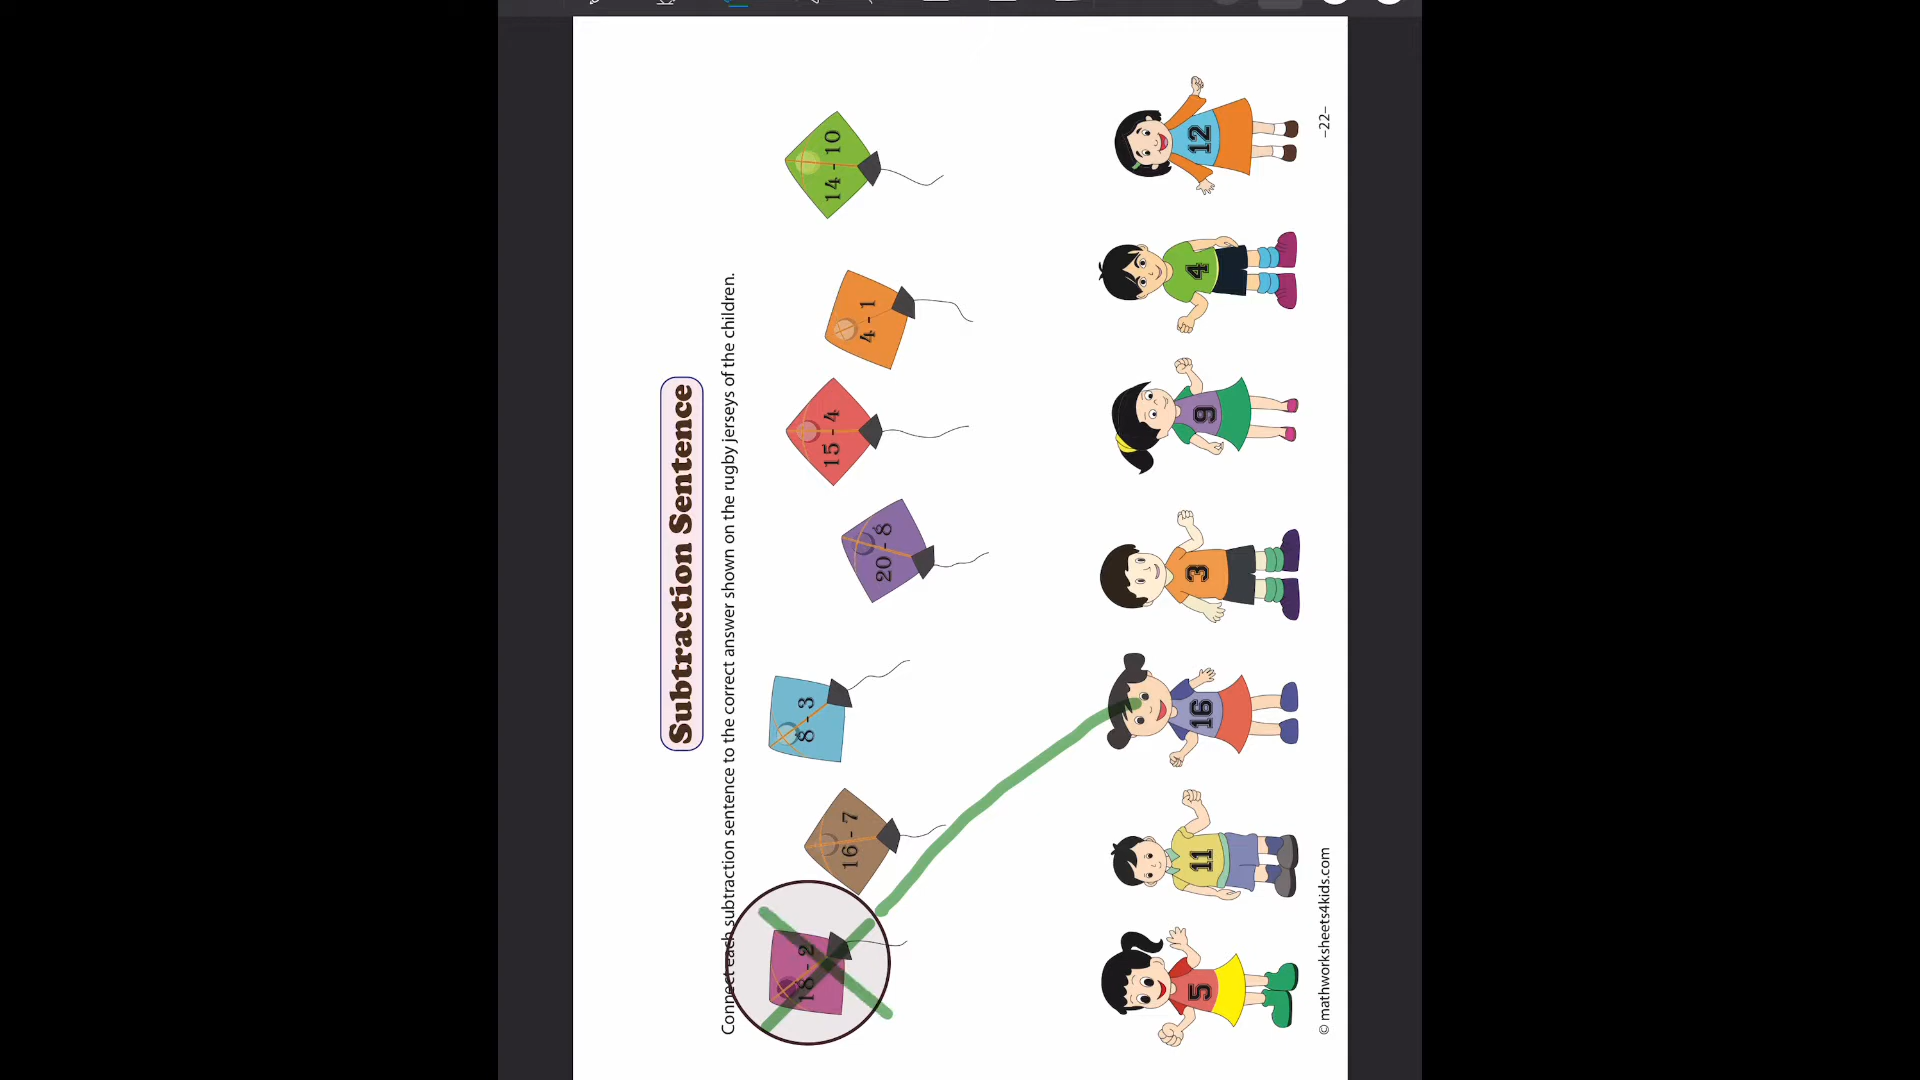 Subtraction Sentence
Connect each subtraction sentence to the correct answer shown on the rugby jerseys of the children.
18 - 2
16 - 7
8 - 3
20 - 8
15 - 4
4 - 1
14 - 10
5
11
16
3
9
4
12
© mathworksheets4kids.com
–22–